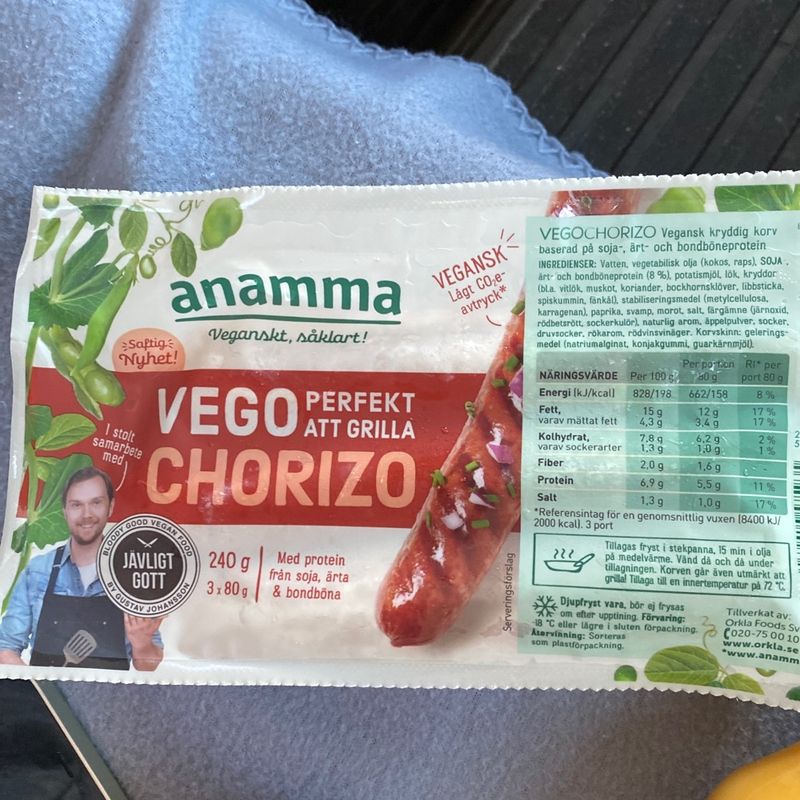 anamma
Veganskt, såklart!
Saftig
Nyhet!
VEGANSK
Lågt CO₂e-
avtryck*
VEGO PERFEKT
ATT GRILLA
CHORIZO
I stolt
samarbete
med
BLOODY GOOD VEGAN FOOD
JÄVLIGT
GOTT
BY GUSTAV JOHANSSON
240 g
3 x 80 g
Med protein
från soja, ärta
& bondböna
Serveringsförslag
VEGOCHORIZO Vegansk kryddig korv
baserad på soja-, ärt- och bondböneprotein
INGREDIENSER: Vatten, vegetabilisk olja (kokos, raps), SOJA-,
ärt- och bondböneprotein (8 %), potatismjöl, lök, kryddor
(bl.a. vitlök, muskot, koriander, bockhornsklöver, libbsticka,
spiskummin, fänkål), stabiliseringsmedel (metylcellulosa,
karragenan), paprika, svamp, morot, salt, färgämne (järnoxid,
rödbetsrött, sockerkulör), naturlig arom, äppelpulver, socker,
druvsocker, rökarom, rödvinsvinäger. Korvskinn: gelerings-
medel (natriumalginat, konjakgummi, guarkärnmjöl).
NÄRINGSVÄRDE Per 100 g Per portion 80 g RI* per port 80 g
Energi (kJ/kcal) 828/198 662/158 8 %
Fett, 15 g 12 g 17 %
varav mättat fett 4,3 g 3,4 g 17 %
Kolhydrat, 7,8 g 6,2 g 2 %
varav sockerarter 1,3 g 1,0 g 1 %
Fiber 2,0 g 1,6 g -
Protein 6,9 g 5,5 g 11 %
Salt 1,3 g 1,0 g 17 %
*Referensintag för en genomsnittlig vuxen (8400 kJ/
2000 kcal). 3 port
Tillagas fryst i stekpanna, 15 min i olja
på medelvärme. Vänd då och då under
tillagningen. Korven går även utmärkt att
grilla! Tillaga till en innertemperatur på 72 °C.
Djupfryst vara, bör ej frysas
om efter upptining. Förvaring:
-18 °C eller lägre i sluten förpackning.
Återvinning: Sorteras
som plastförpackning.
Tillverkat av:
Orkla Foods Sv
020-75 00 10
www.orkla.se
*www.anamm